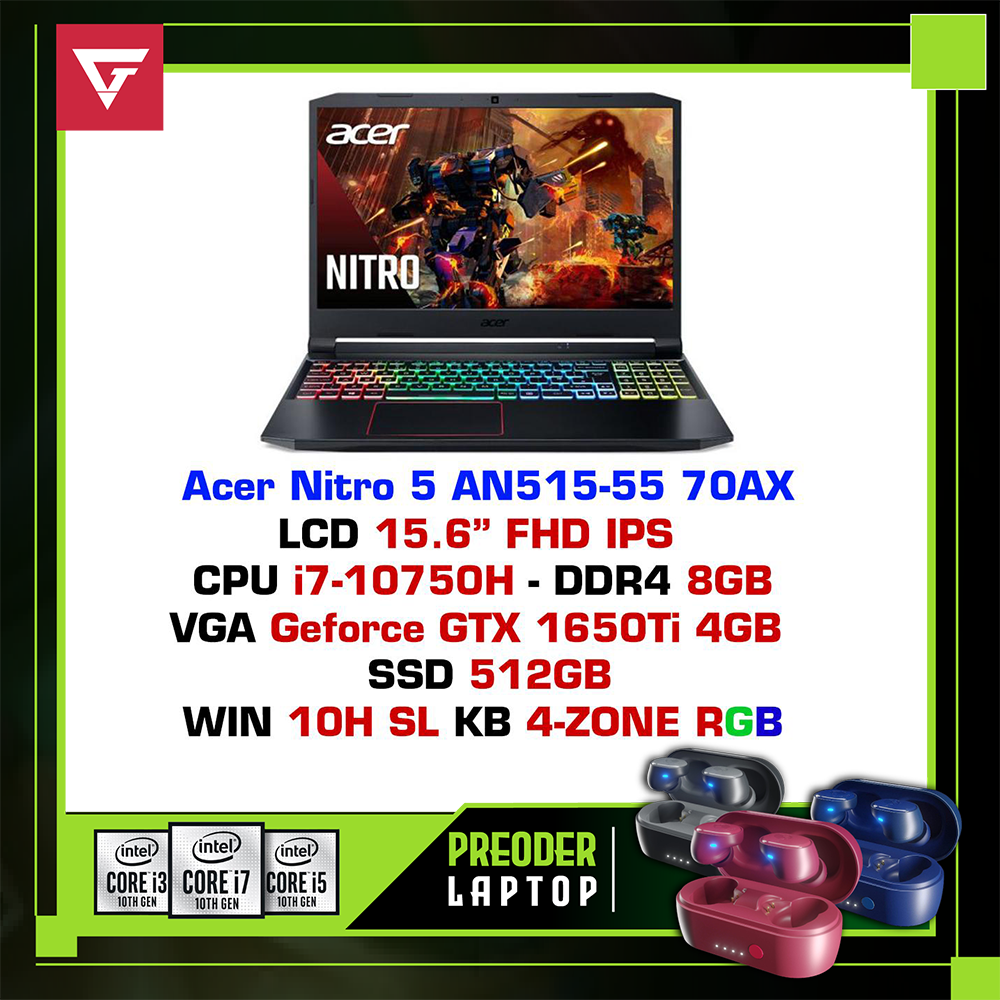 acer
NITRO
acer
Acer Nitro 5 AN515-55 70AX
LCD 15.6” FHD IPS
CPU i7-10750H - DDR4 8GB
VGA Geforce GTX 1650Ti 4GB
SSD 512GB
WIN 10H SL KB 4-ZONE RGB
intel
CORE i3
10TH GEN
intel
CORE i7
10TH GEN
intel
CORE i5
10TH GEN
PREODER
LAPTOP